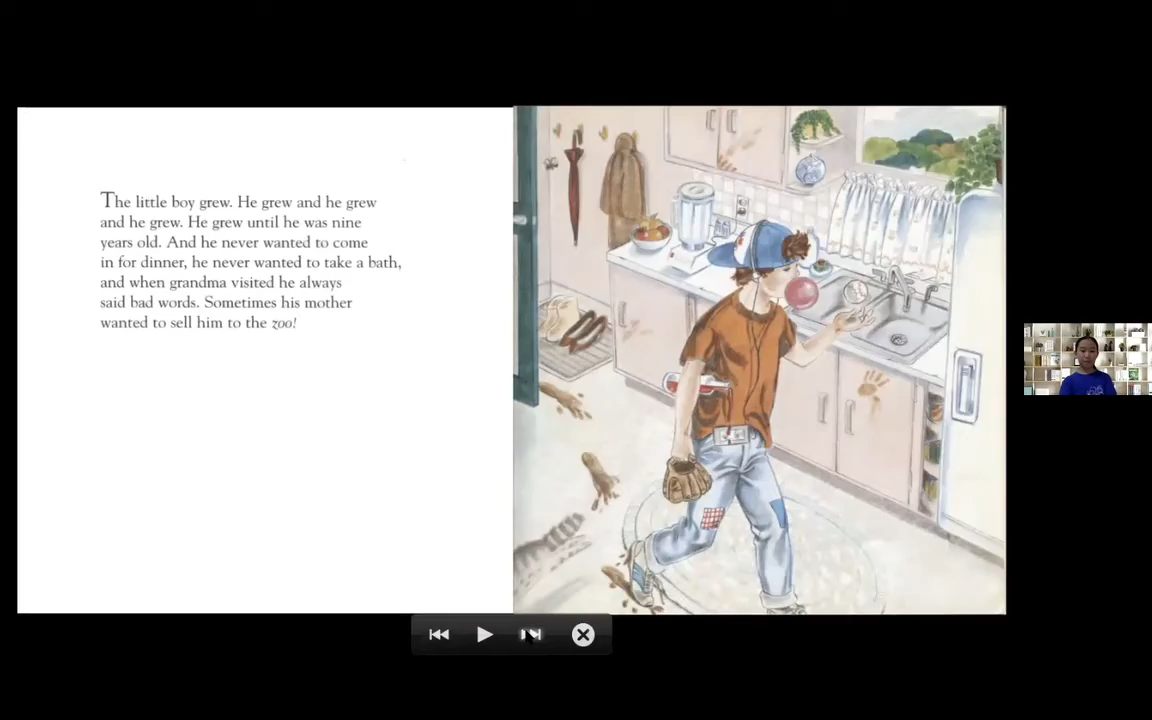 The little boy grew. He grew and he grew
and he grew. He grew until he was nine
years old. And he never wanted to come
in for dinner, he never wanted to take a bath,
and when grandma visited he always
said bad words. Sometimes his mother
wanted to sell him to the zoo!